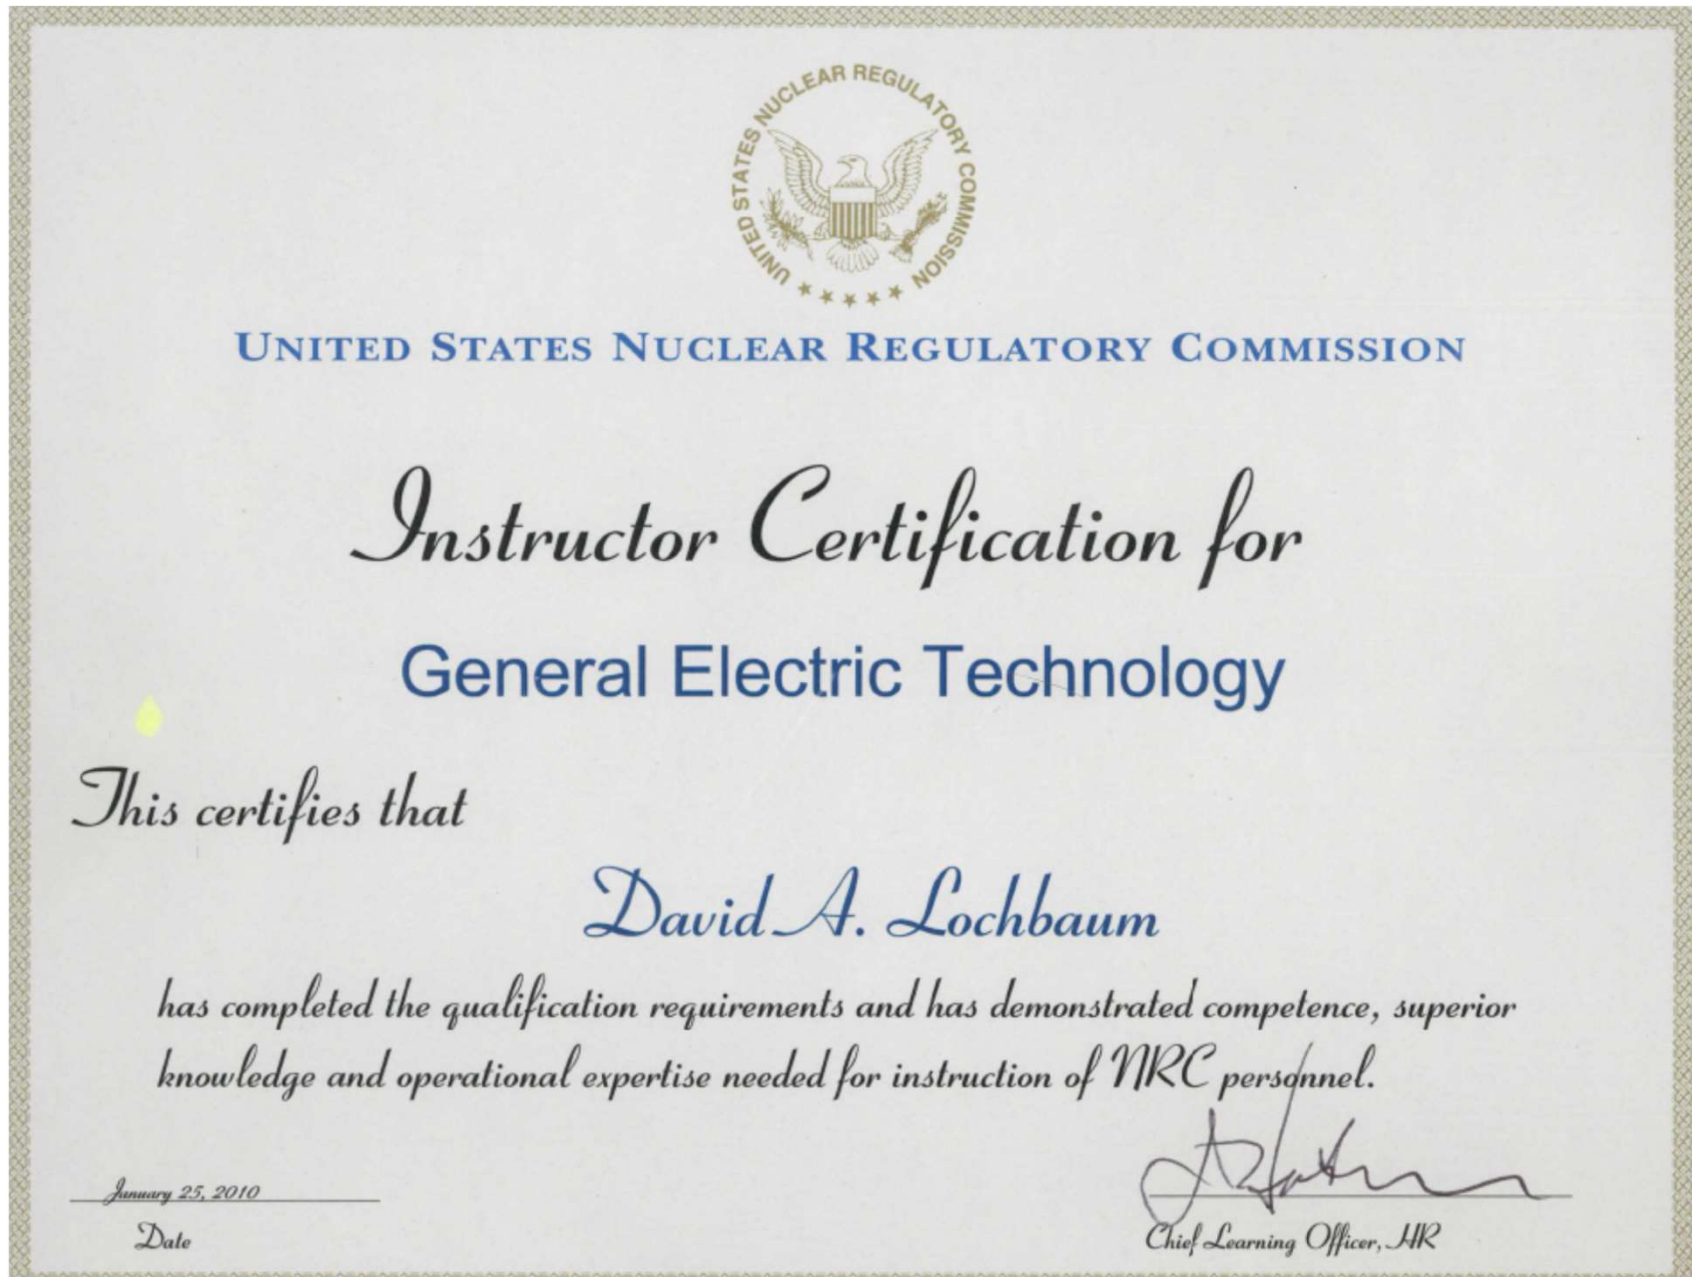 UNITED STATES NUCLEAR REGULATORY COMMISSION
UNITED STATES NUCLEAR REGULATORY COMMISSION
Instructor Certification for
General Electric Technology
This certifies that
David A. Lochbaum
has completed the qualification requirements and has demonstrated competence, superior
knowledge and operational expertise needed for instruction of NRC personnel.
January 25, 2010
Date
Chief Learning Officer, HR